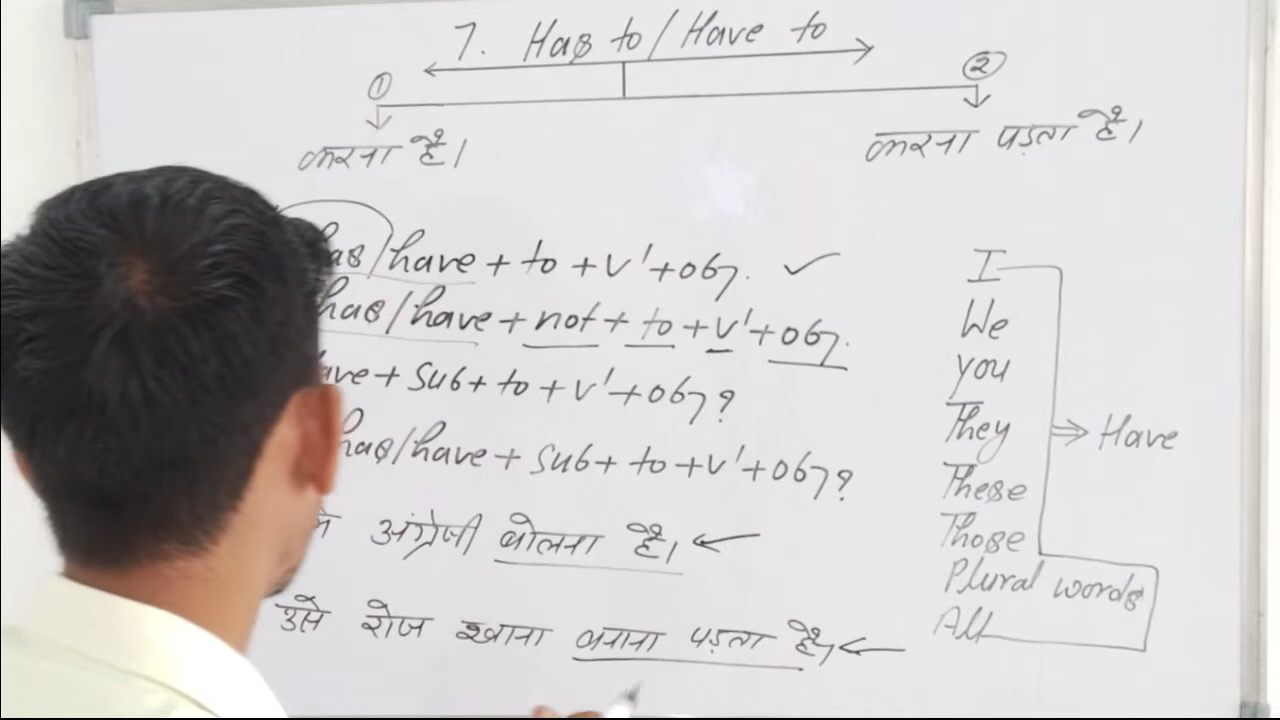 7. Has to / Have to
① ②
करना है। करना पड़ता है।
has/have + to + V¹ + obj. ✓
has/have + not + to + V¹ + obj.
+ Sub + to + V¹ + obj ?
has/have + Sub + to + V¹ + obj ?
अंग्रेजी बोलना है। ←
उसे रोज खाना बनाना पड़ता है। ←
I
We
You
They ⇒ Have
These
Those
Plural words
All